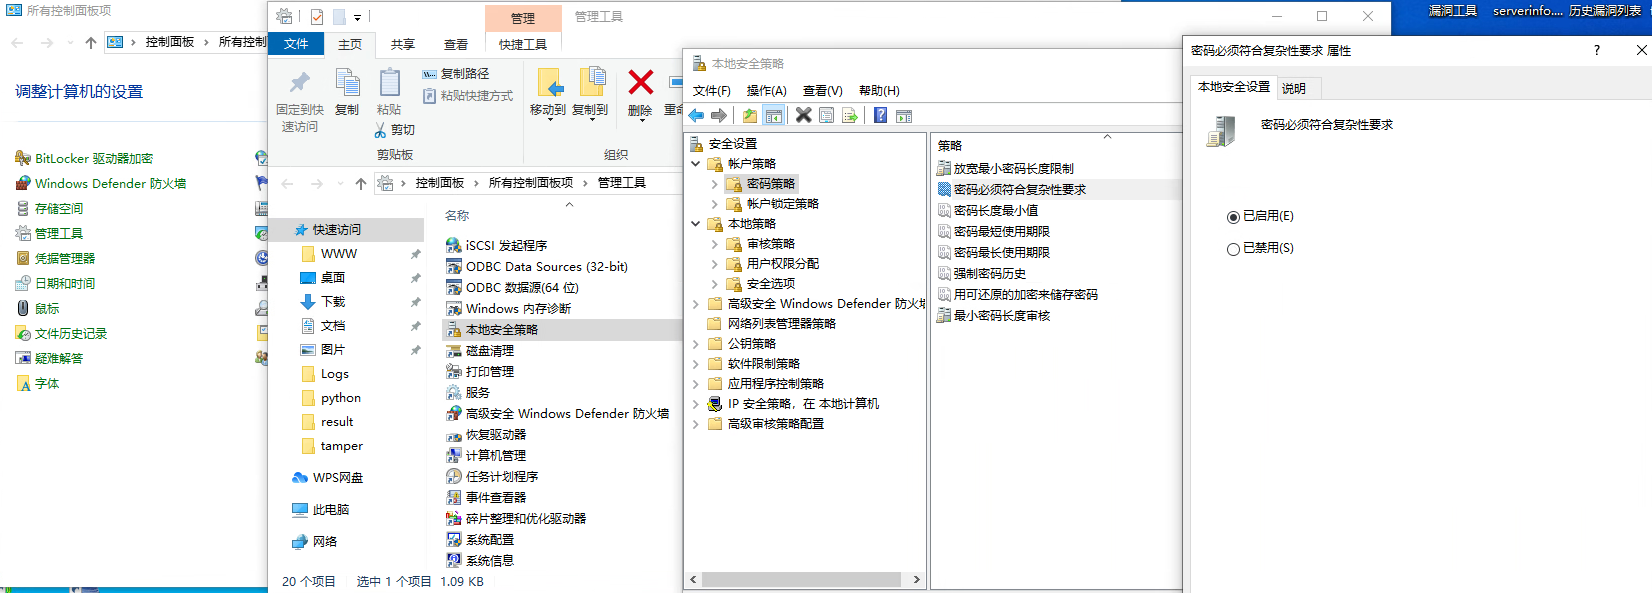 所有控制面板项
控制面板
所有控制
调整计算机的设置
BitLocker 驱动器加密
Windows Defender 防火墙
存储空间
管理工具
凭据管理器
日期和时间
鼠标
文件历史记录
疑难解答
字体
管理
管理工具
文件
主页
共享
查看
快捷工具
固定到快
速访问
复制
粘贴
复制路径
粘贴快捷方式
剪切
剪贴板
移动到
复制到
删除
重命
组织
控制面板
所有控制面板项
管理工具
快速访问
WWW
桌面
下载
文档
图片
Logs
python
result
tamper
WPS网盘
此电脑
网络
名称
iSCSI 发起程序
ODBC Data Sources (32-bit)
ODBC 数据源(64 位)
Windows 内存诊断
本地安全策略
磁盘清理
打印管理
服务
高级安全 Windows Defender 防火墙
恢复驱动器
计算机管理
任务计划程序
事件查看器
碎片整理和优化驱动器
系统配置
系统信息
20 个项目
选中 1 个项目
1.09 KB
本地安全策略
文件(F)
操作(A)
查看(V)
帮助(H)
安全设置
帐户策略
密码策略
帐户锁定策略
本地策略
审核策略
用户权限分配
安全选项
高级安全 Windows Defender 防火
网络列表管理器策略
公钥策略
软件限制策略
应用程序控制策略
IP 安全策略，在 本地计算机
高级审核策略配置
策略
放宽最小密码长度限制
密码必须符合复杂性要求
密码长度最小值
密码最短使用期限
密码最长使用期限
强制密码历史
用可还原的加密来储存密码
最小密码长度审核
漏洞工具
serverinfo....
历史漏洞列表
密码必须符合复杂性要求 属性
?
本地安全设置
说明
密码必须符合复杂性要求
已启用(E)
已禁用(S)